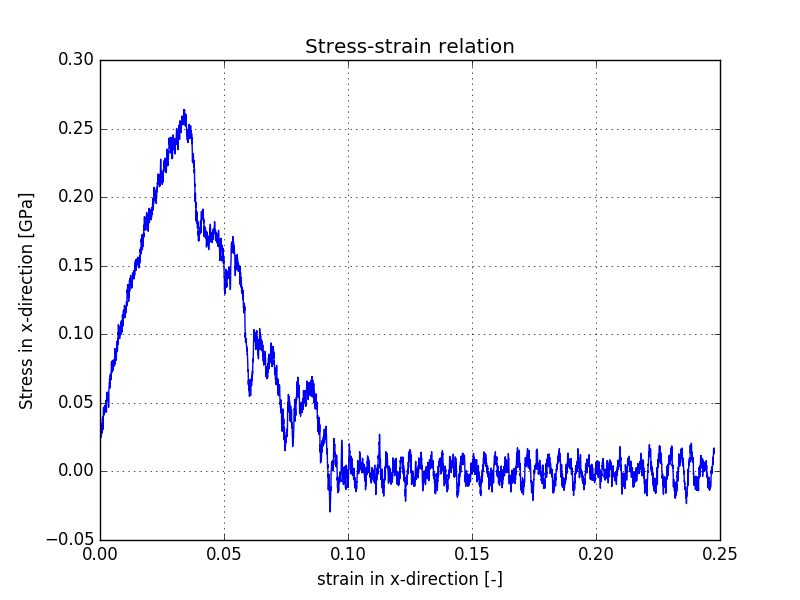 Stress-strain relation
0.30
0.25
0.20
0.15
0.10
0.05
0.00
−0.05
Stress in x-direction [GPa]
0.00 0.05 0.10 0.15 0.20 0.25
strain in x-direction [-]